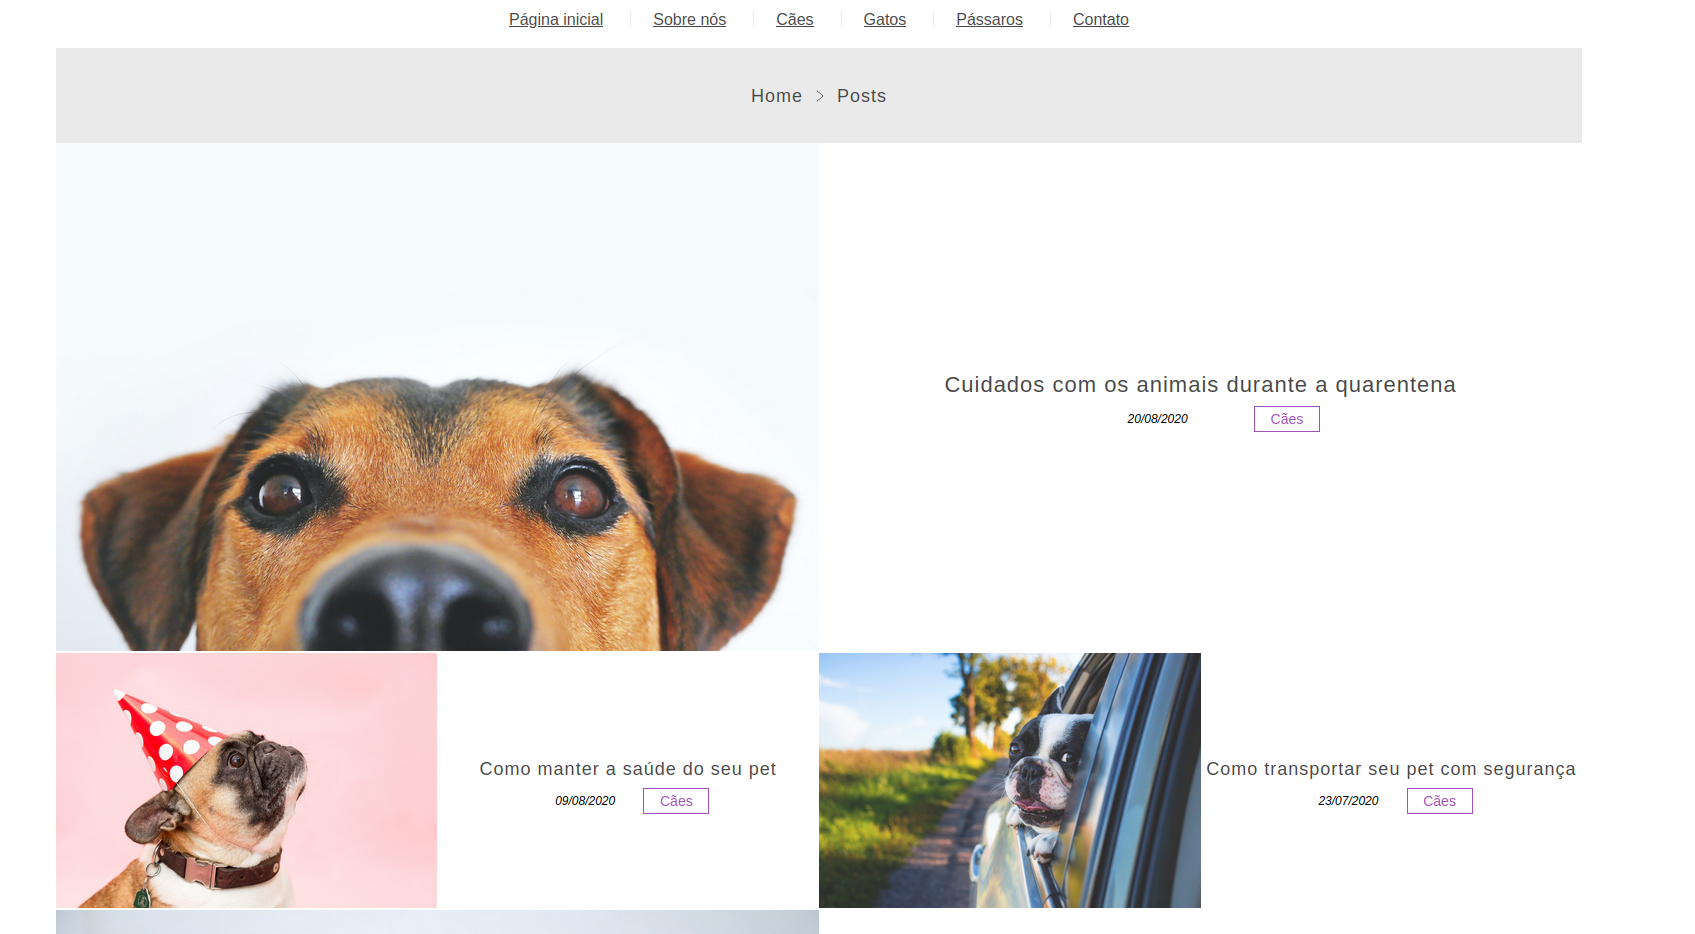 Página inicial Sobre nós Cães Gatos Pássaros Contato
Home > Posts
Cuidados com os animais durante a quarentena
20/08/2020 Cães
Como manter a saúde do seu pet
09/08/2020 Cães
Como transportar seu pet com segurança
23/07/2020 Cães